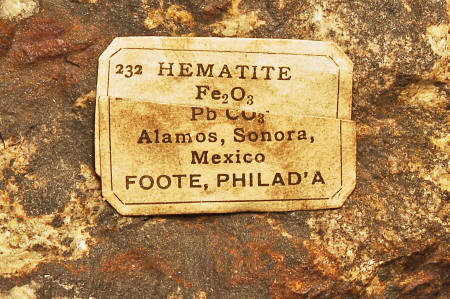 232 HEMATITE
Fe₂O₃
Pb CO₃
Alamos, Sonora,
Mexico
FOOTE, PHILAD'A